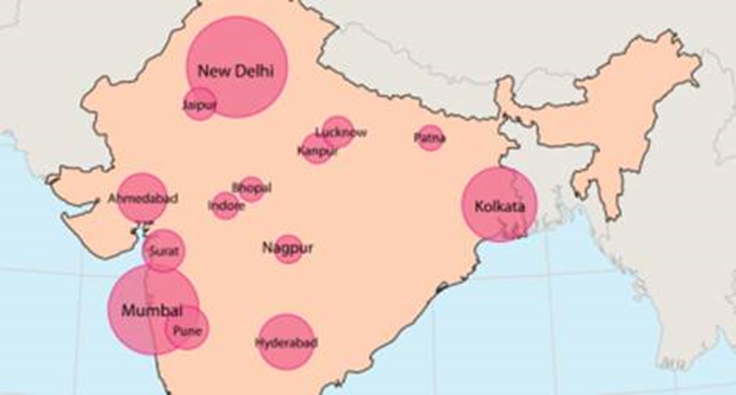 New Delhi
Jaipur
Lucknow
Kanpur
Patna
Ahmedabad
Bhopal
Indore
Kolkata
Surat
Nagpur
Mumbai
Pune
Hyderabad